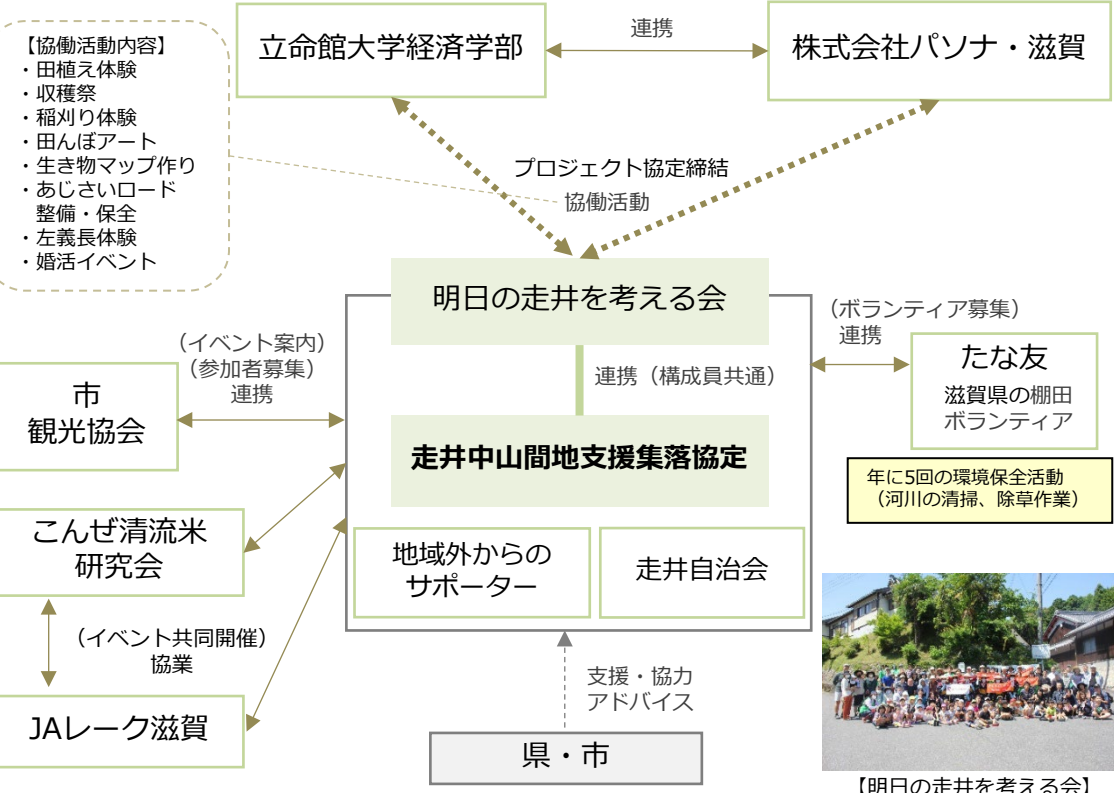 【協働活動内容】
・田植え体験
・収穫祭
・稲刈り体験
・田んぼアート
・生き物マップ作り
・あじさいロード
整備・保全
・左義長体験
・婚活イベント
立命館大学経済学部
連携
株式会社パソナ・滋賀
プロジェクト協定締結
協働活動
明日の走井を考える会
連携（構成員共通）
走井中山間地支援集落協定
地域外からの
サポーター
走井自治会
（イベント案内）
（参加者募集）
連携
市
観光協会
こんぜ清流米
研究会
（イベント共同開催）
協業
JAレーク滋賀
（ボランティア募集）
連携
たな友
滋賀県の棚田
ボランティア
年に5回の環境保全活動
（河川の清掃、除草作業）
支援・協力
アドバイス
県・市
【明日の走井を考える会】